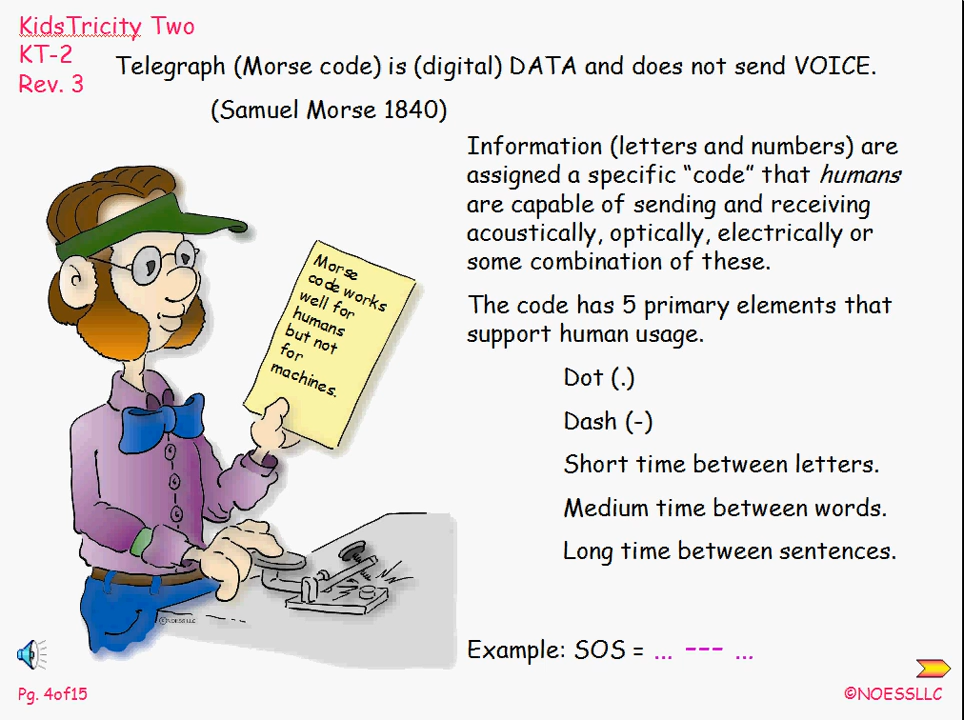 KidsTricity Two
KT-2
Rev. 3
Telegraph (Morse code) is (digital) DATA and does not send VOICE.
(Samuel Morse 1840)
Information (letters and numbers) are
assigned a specific “code” that humans
are capable of sending and receiving
acoustically, optically, electrically or
some combination of these.
The code has 5 primary elements that
support human usage.
Dot (.)
Dash (-)
Short time between letters.
Medium time between words.
Long time between sentences.
Morse
code works
well for
humans
but not
for
machines.
©NOESSLLC
Example: SOS = ... --- ...
Pg. 4of15
©NOESSLLC